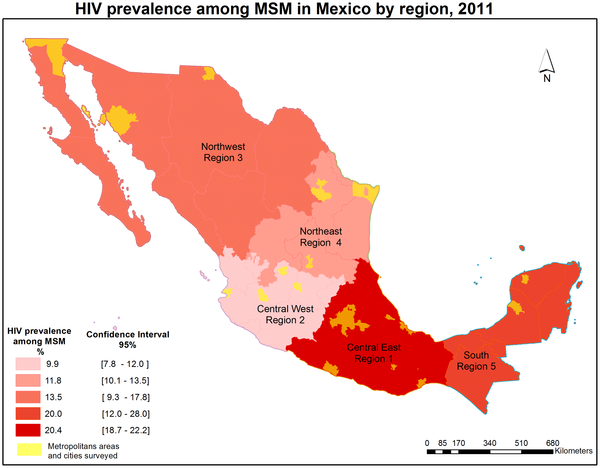 HIV prevalence among MSM in Mexico by region, 2011
N
Northwest
Region 3
Northeast
Region 4
Central West
Region 2
Central East
Region 1
South
Region 5
HIV prevalence
among MSM
%
Confidence Interval
95%
9.9 [7.8 - 12.0 ]
11.8 [10.1 - 13.5]
13.5 [ 9.3 - 17.8]
20.0 [12.0 - 28.0]
20.4 [18.7 - 22.2]
Metropolitans areas
and cities surveyed
0 85 170 340 510 680
Kilometers